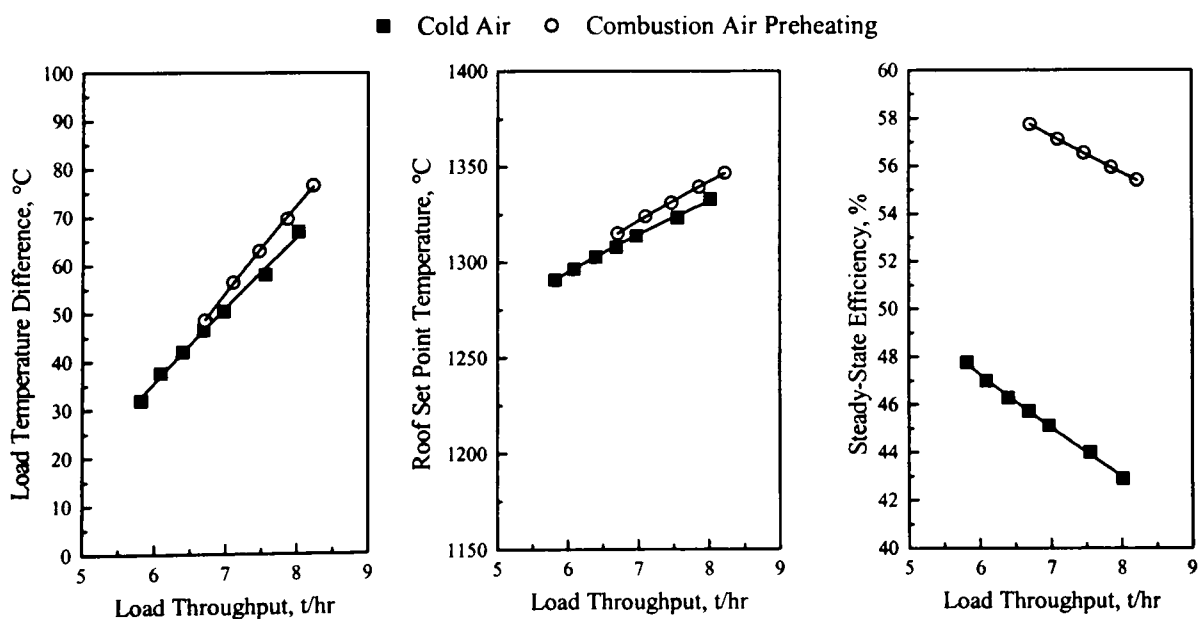 Cold Air Combustion Air Preheating
100
90
80
70
60
50
40
30
20
10
0
Load Temperature Difference, °C
5 6 7 8 9
Load Throughput, t/hr
1400
1350
1300
1250
1200
1150
Roof Set Point Temperature, °C
5 6 7 8 9
Load Throughput, t/hr
60
58
56
54
52
50
48
46
44
42
40
Steady-State Efficiency, %
5 6 7 8 9
Load Throughput, t/hr